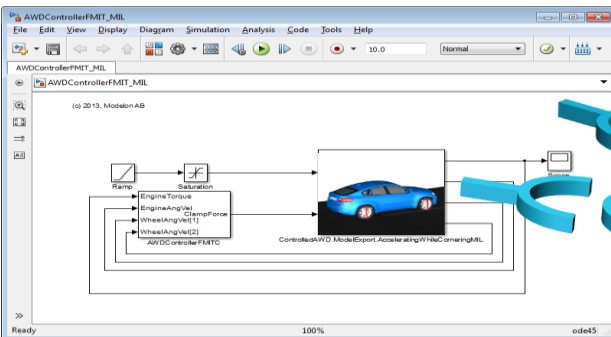 AWDControllerFMIT_MIL
File Edit View Display Diagram Simulation Analysis Code Tools Help
10.0 Normal
AWDControllerFMIT_MIL
AWDControllerFMIT_MIL
(c) 2013, Modelon AB
Ramp
Saturation
Scope
EngineTorque
EngineAngVel
ClampForce
WheelAngVel[1]
WheelAngVel[2]
AWDControllerFMITC
ControlledAWD.ModelExport.AcceleratingWhileCorneringMIL
Ready 100% ode45